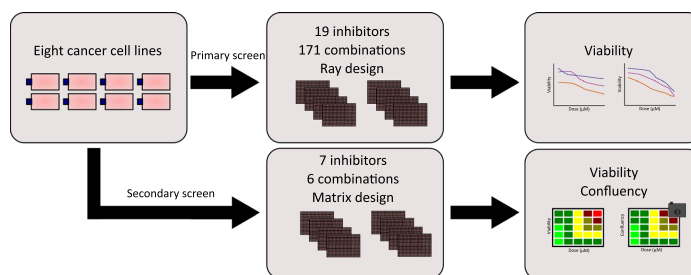 Eight cancer cell lines
Primary screen
19 inhibitors
171 combinations
Ray design
Viability
Viability
Dose (µM)
Viability
Dose (µM)
Secondary screen
7 inhibitors
6 combinations
Matrix design
Viability
Confluency
Viability
Dose (µM)
Confluency
Dose (µM)